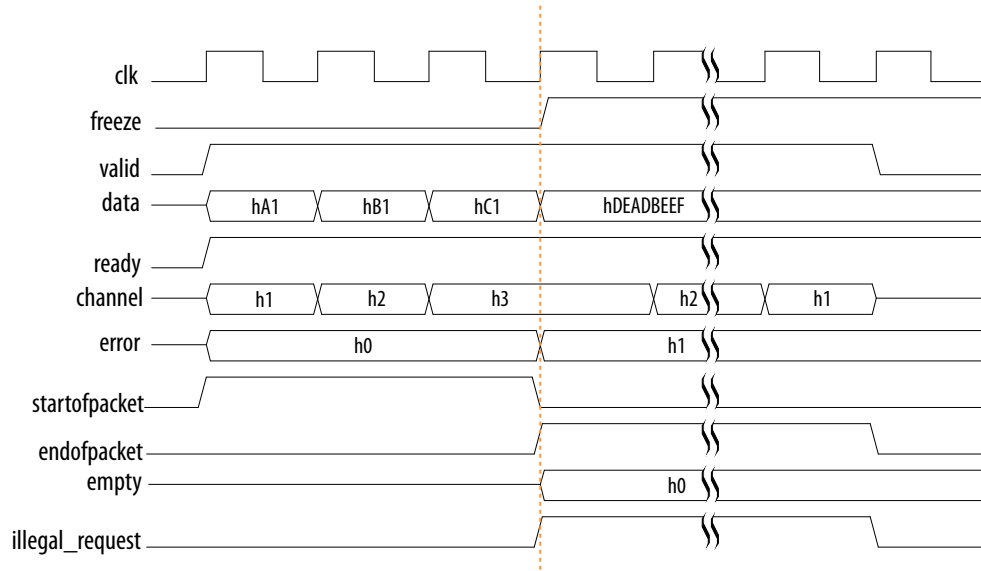 clk
freeze
valid
data hA1 hB1 hC1 hDEADBEEF
ready
channel h1 h2 h3 h2 h1
error h0 h1
startofpacket
endofpacket
empty h0
illegal_request